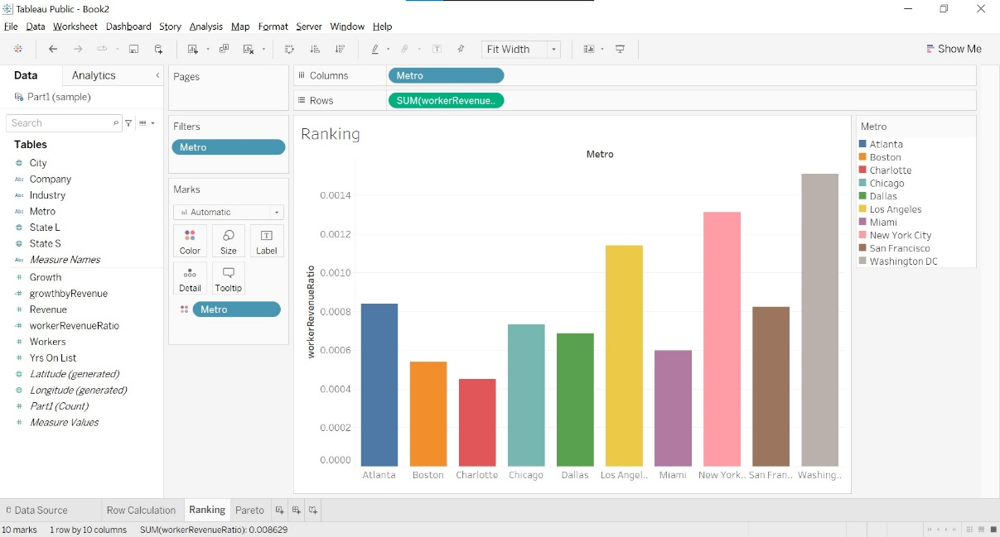 Tableau Public - Book2
File Data Worksheet Dashboard Story Analysis Map Format Server Window Help
Fit Width
Show Me
Data Analytics
Part1 (sample)
Search
Tables
City
Abc Company
Abc Industry
Abc Metro
State L
State S
Abc Measure Names
# Growth
# growthbyRevenue
# Revenue
# workerRevenueRatio
# Workers
# Yrs On List
Latitude (generated)
Longitude (generated)
# Part1 (Count)
# Measure Values
Pages
Filters
Metro
Marks
Automatic
Color Size Label
Detail Tooltip
Metro
Columns Metro
Rows SUM(workerRevenue..
Ranking
Metro
workerRevenueRatio
0.0014
0.0012
0.0010
0.0008
0.0006
0.0004
0.0002
0.0000
Atlanta Boston Charlotte Chicago Dallas Los Angel.. Miami New York.. San Fran.. Washing..
Metro
Atlanta
Boston
Charlotte
Chicago
Dallas
Los Angeles
Miami
New York City
San Francisco
Washington DC
Data Source Row Calculation Ranking Pareto
10 marks 1 row by 10 columns SUM(workerRevenueRatio): 0.008629